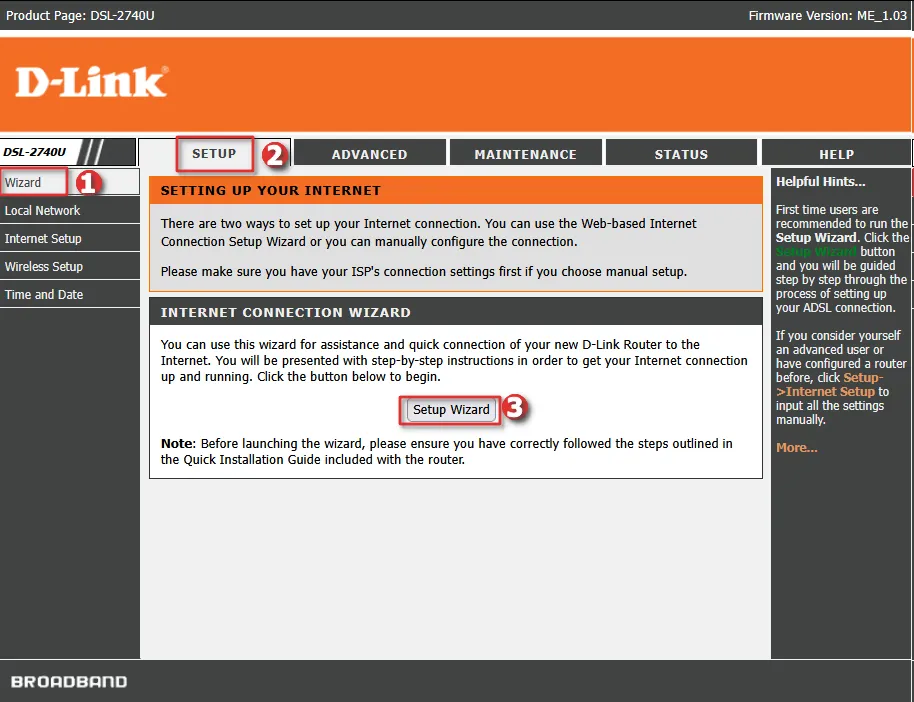 Product Page: DSL-2740U
Firmware Version: ME_1.03
D-Link®
DSL-2740U
SETUP
2
ADVANCED
MAINTENANCE
STATUS
HELP
Wizard
1
Local Network
Internet Setup
Wireless Setup
Time and Date
SETTING UP YOUR INTERNET
There are two ways to set up your Internet connection. You can use the Web-based Internet
Connection Setup Wizard or you can manually configure the connection.
Please make sure you have your ISP's connection settings first if you choose manual setup.
INTERNET CONNECTION WIZARD
You can use this wizard for assistance and quick connection of your new D-Link Router to the
Internet. You will be presented with step-by-step instructions in order to get your Internet connection
up and running. Click the button below to begin.
Setup Wizard
3
Note: Before launching the wizard, please ensure you have correctly followed the steps outlined in
the Quick Installation Guide included with the router.
Helpful Hints...
First time users are
recommended to run the
Setup Wizard. Click the
Setup Wizard button
and you will be guided
step by step through the
process of setting up
your ADSL connection.
If you consider yourself
an advanced user or
have configured a router
before, click Setup-
>Internet Setup to
input all the settings
manually.
More...
BROADBAND